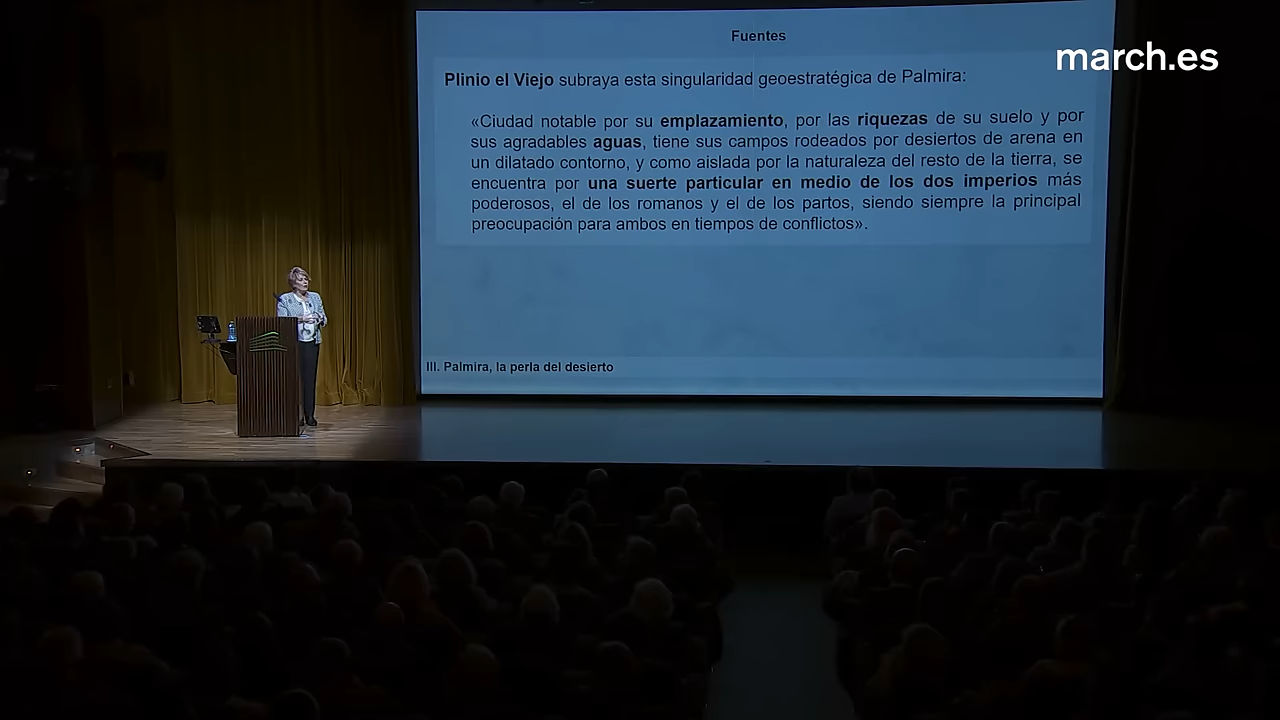 Fuentes
march.es
Plinio el Viejo subraya esta singularidad geoestratégica de Palmira:
«Ciudad notable por su emplazamiento, por las riquezas de su suelo y por
sus agradables aguas, tiene sus campos rodeados por desiertos de arena en
un dilatado contorno, y como aislada por la naturaleza del resto de la tierra, se
encuentra por una suerte particular en medio de los dos imperios más
poderosos, el de los romanos y el de los partos, siendo siempre la principal
preocupación para ambos en tiempos de conflictos».
III. Palmira, la perla del desierto